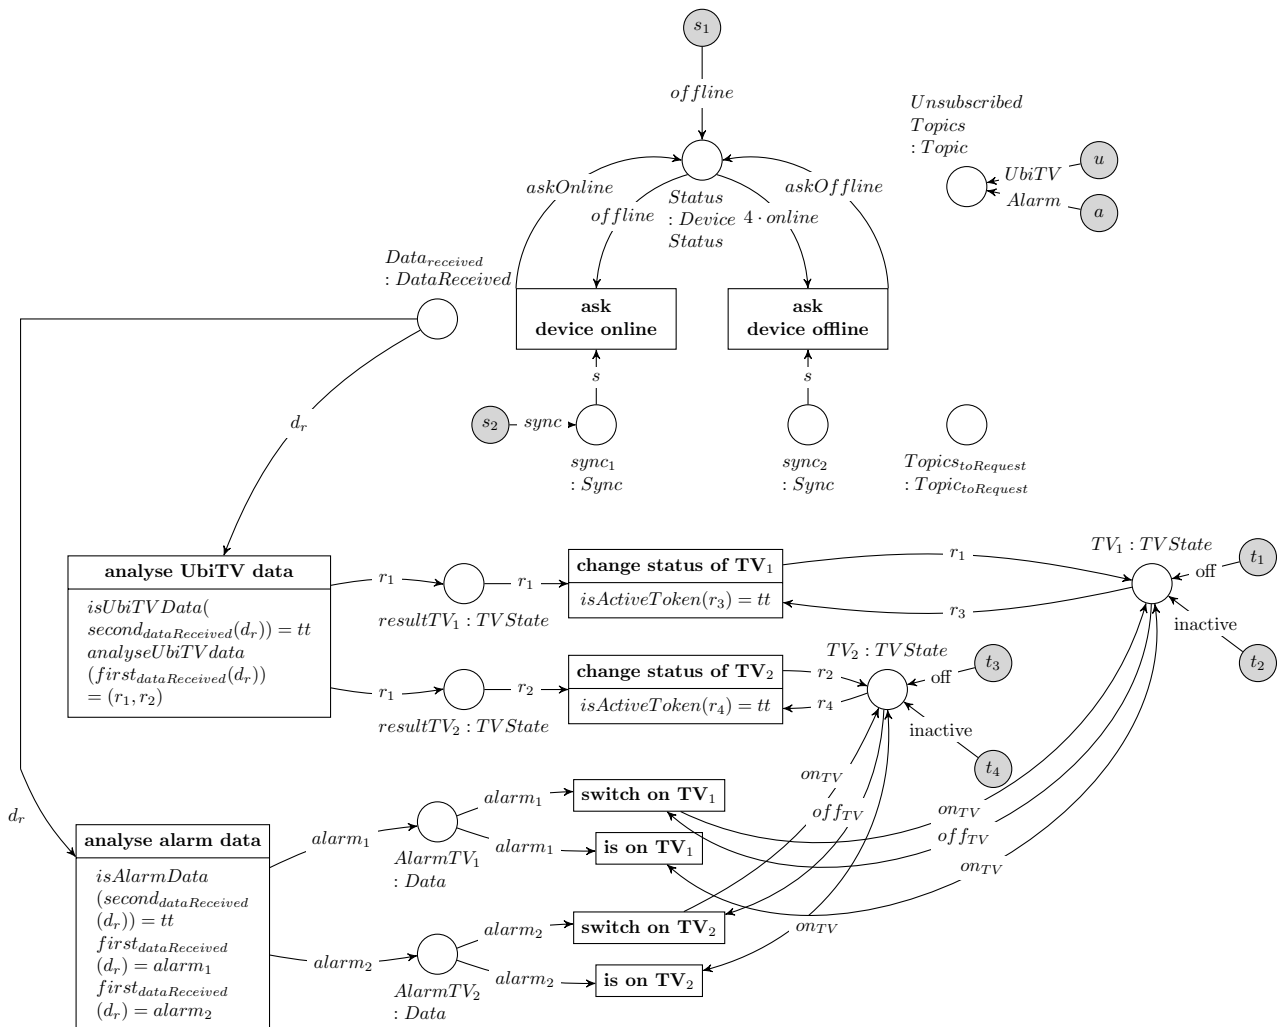 s₁
offline
Unsubscribed
Topics
: Topic
UbiTV
u
Alarm
a
askOnline
askOffline
Status
: Device
Status
offline
4 · online
Data_received
: DataReceived
ask
device online
ask
device offline
s
s
s₂
sync
sync₁
: Sync
sync₂
: Sync
Topics_toRequest
: Topic_toRequest
d_r
analyse UbiTV data
isUbiTVData(
second_dataReceived(d_r)) = tt
analyseUbiTVdata
(first_dataReceived(d_r))
= (r₁, r₂)
r₁
resultTV₁ : TVState
r₁
change status of TV₁
isActiveToken(r₃) = tt
r₁
r₃
TV₁ : TVState
off
t₁
inactive
t₂
r₁
resultTV₂ : TVState
r₂
change status of TV₂
isActiveToken(r₄) = tt
r₂
r₄
TV₂ : TVState
off
t₃
inactive
t₄
d_r
analyse alarm data
isAlarmData
(second_dataReceived
(d_r)) = tt
first_dataReceived
(d_r) = alarm₁
first_dataReceived
(d_r) = alarm₂
alarm₁
AlarmTV₁
: Data
alarm₁
alarm₁
switch on TV₁
is on TV₁
on_TV
off_TV
on_TV
off_TV
on_TV
alarm₂
AlarmTV₂
: Data
alarm₂
alarm₂
switch on TV₂
is on TV₂
on_TV